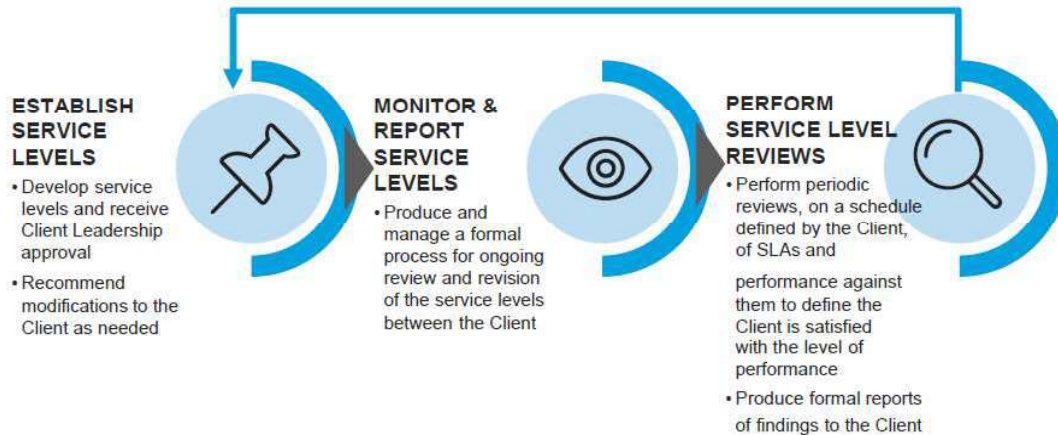 ESTABLISH
SERVICE
LEVELS
• Develop service
levels and receive
Client Leadership
approval
• Recommend
modifications to the
Client as needed
MONITOR &
REPORT
SERVICE
LEVELS
• Produce and
manage a formal
process for ongoing
review and revision
of the service levels
between the Client
PERFORM
SERVICE LEVEL
REVIEWS
• Perform periodic
reviews, on a schedule
defined by the Client,
of SLAs and
performance against
them to define the
Client is satisfied
with the level of
performance
• Produce formal reports
of findings to the Client